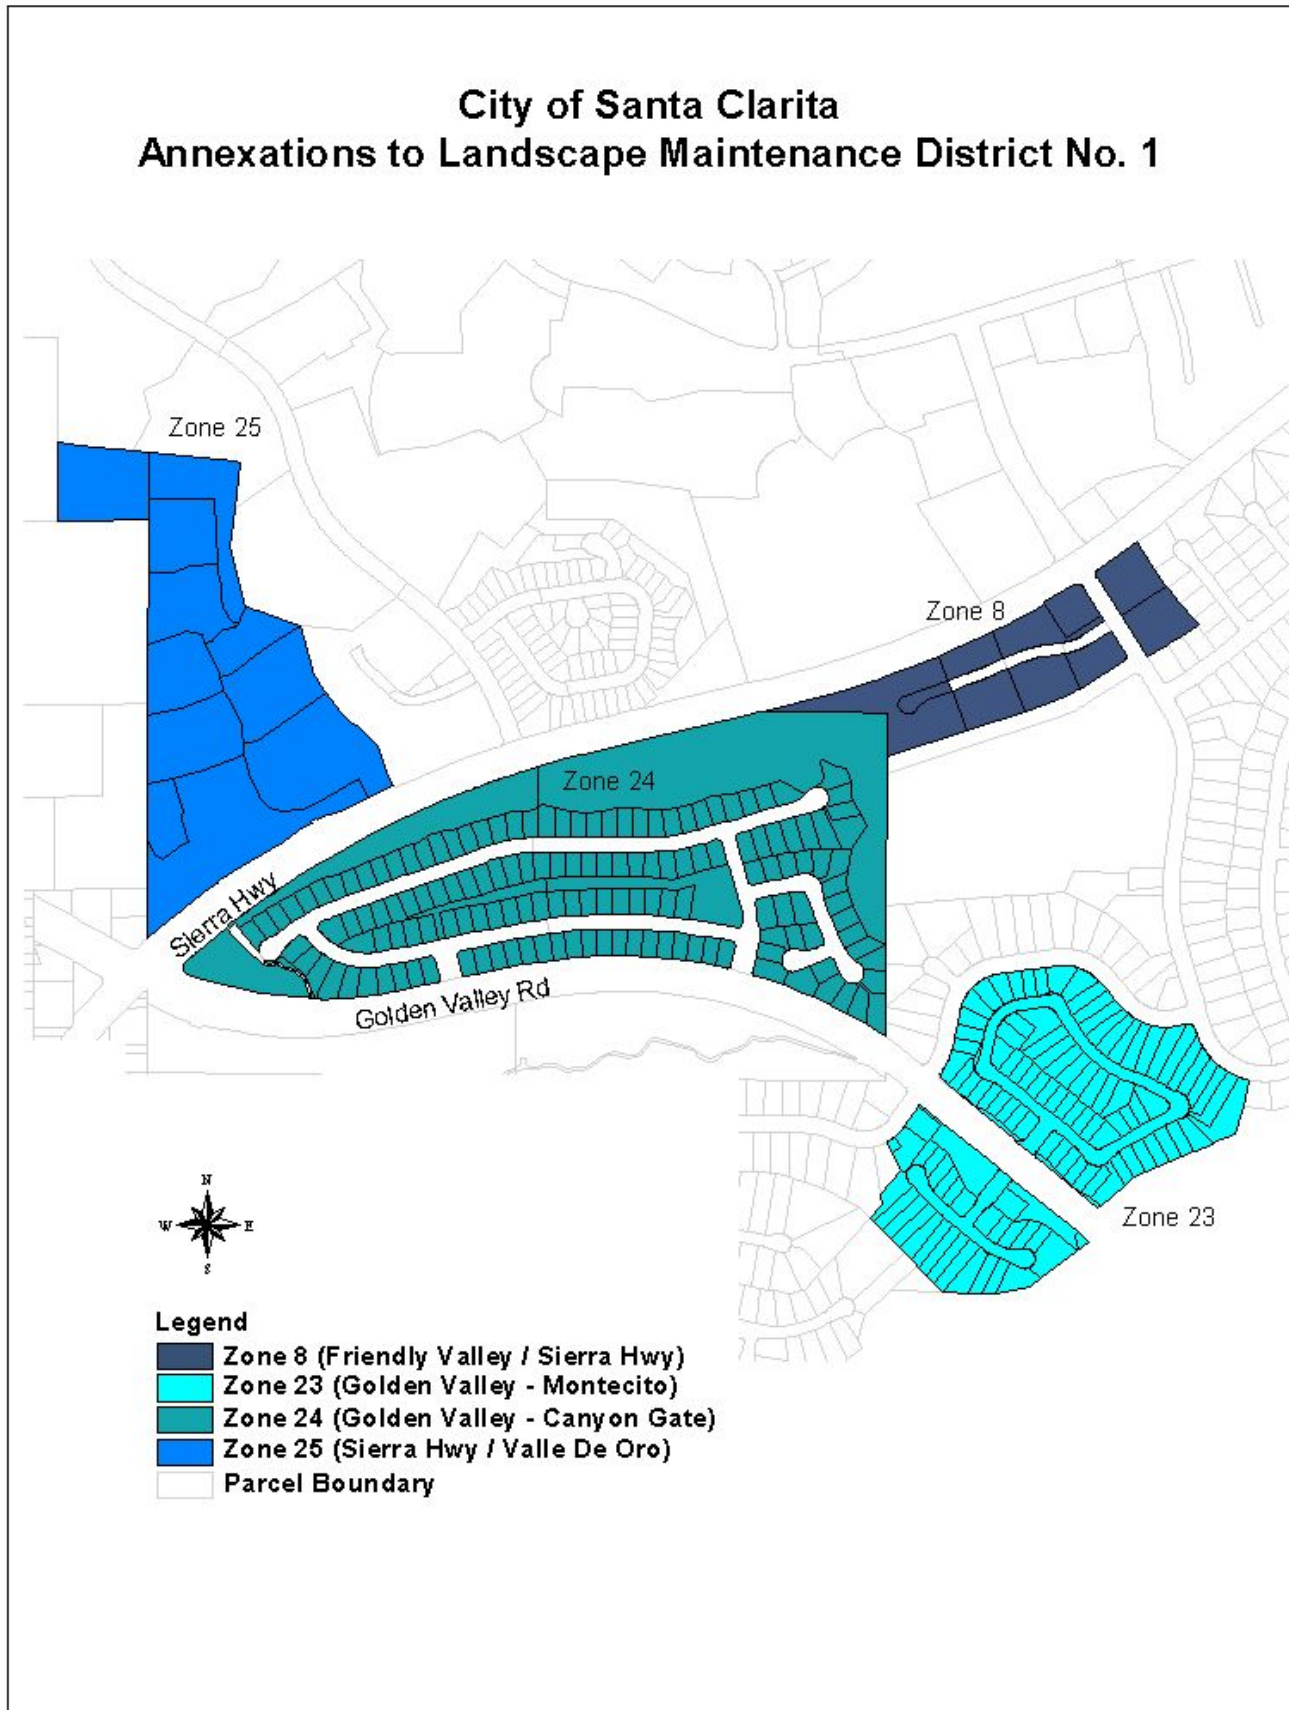 City of Santa Clarita
Annexations to Landscape Maintenance District No. 1
Zone 25
Zone 8
Zone 24
Sierra Hwy
Golden Valley Rd
Zone 23
N
W E
S
Legend
Zone 8 (Friendly Valley / Sierra Hwy)
Zone 23 (Golden Valley - Montecito)
Zone 24 (Golden Valley - Canyon Gate)
Zone 25 (Sierra Hwy / Valle De Oro)
Parcel Boundary